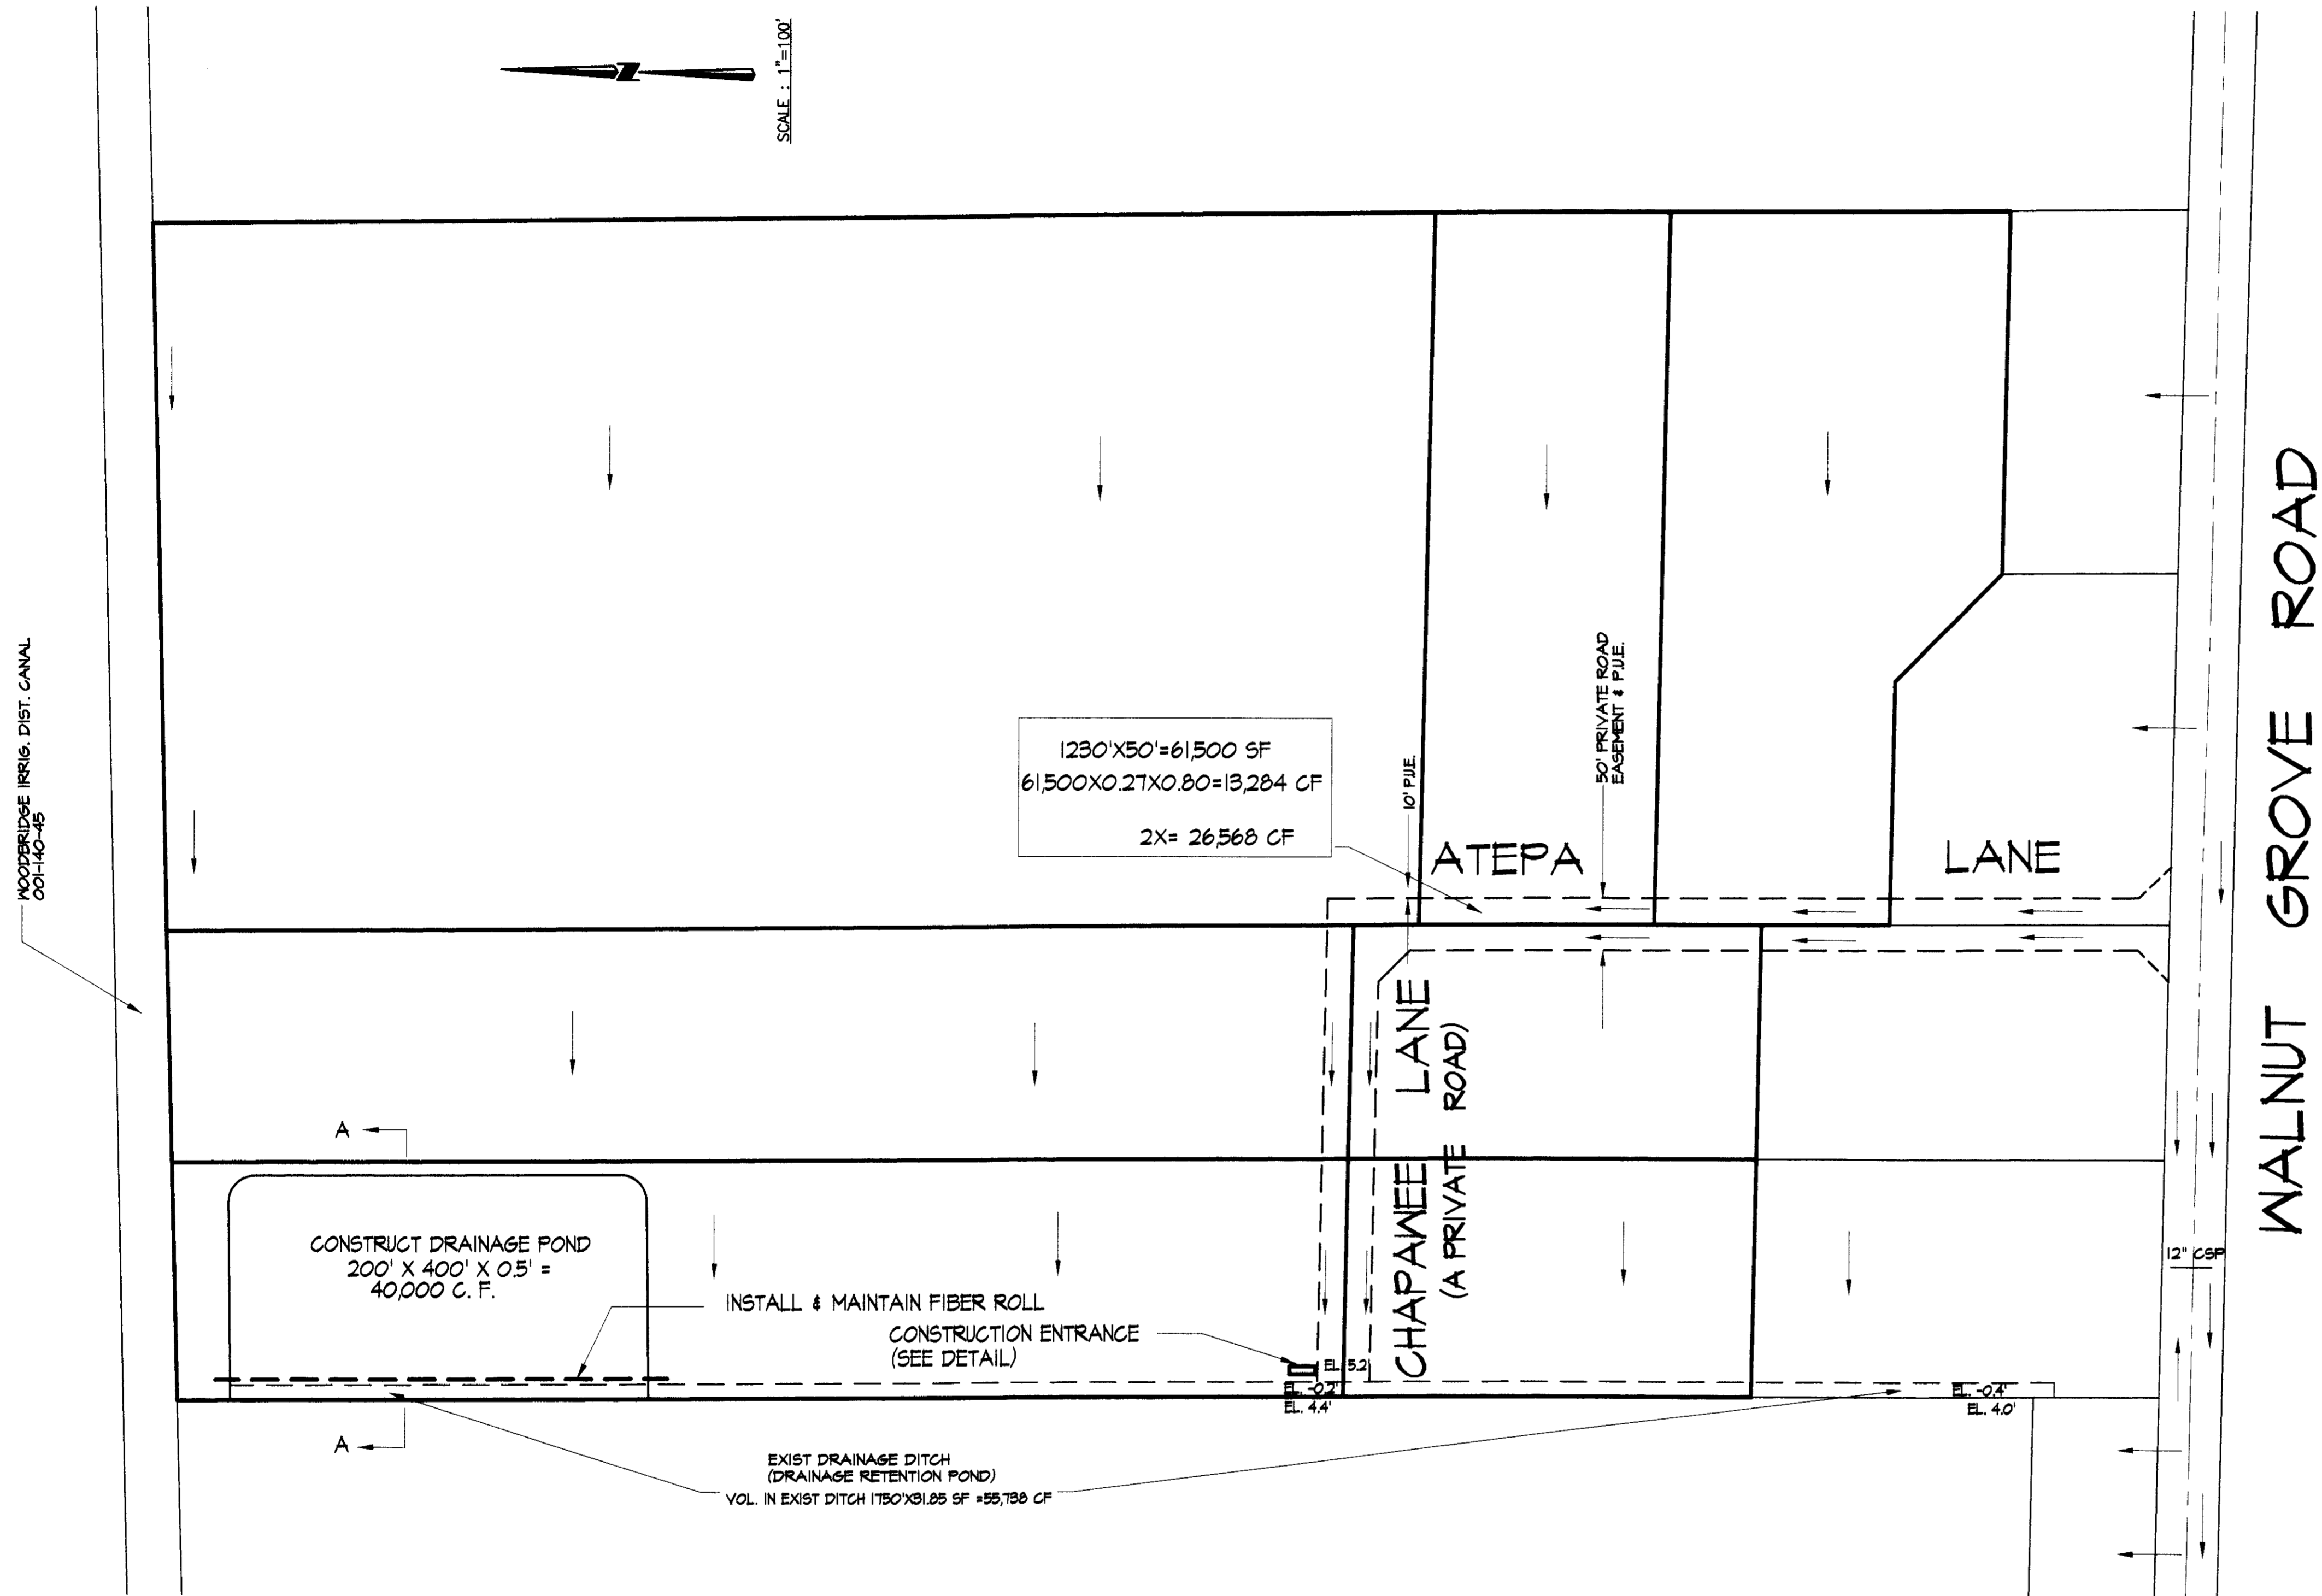 SCALE : 1"=100'
WOODBRIDGE IRRIG. DIST. CANAL
001-140-45
1230'X50'=61,500 SF
61,500X0.27X0.80=13,284 CF
2X= 26,568 CF
10' P.U.E.
50' PRIVATE ROAD
EASEMENT & P.U.E.
ATEPA LANE
WALNUT GROVE ROAD
CHAPAWEE LANE
(A PRIVATE ROAD)
A
CONSTRUCT DRAINAGE POND
200' X 400' X 0.5' =
40,000 C. F.
INSTALL & MAINTAIN FIBER ROLL
CONSTRUCTION ENTRANCE
(SEE DETAIL)
12" CSP
EL. 5.2
EL. -0.2'
EL. 4.4'
EL. -0.4'
EL. 4.0'
A
EXIST DRAINAGE DITCH
(DRAINAGE RETENTION POND)
VOL. IN EXIST DITCH 1750'X31.85 SF =55,738 CF